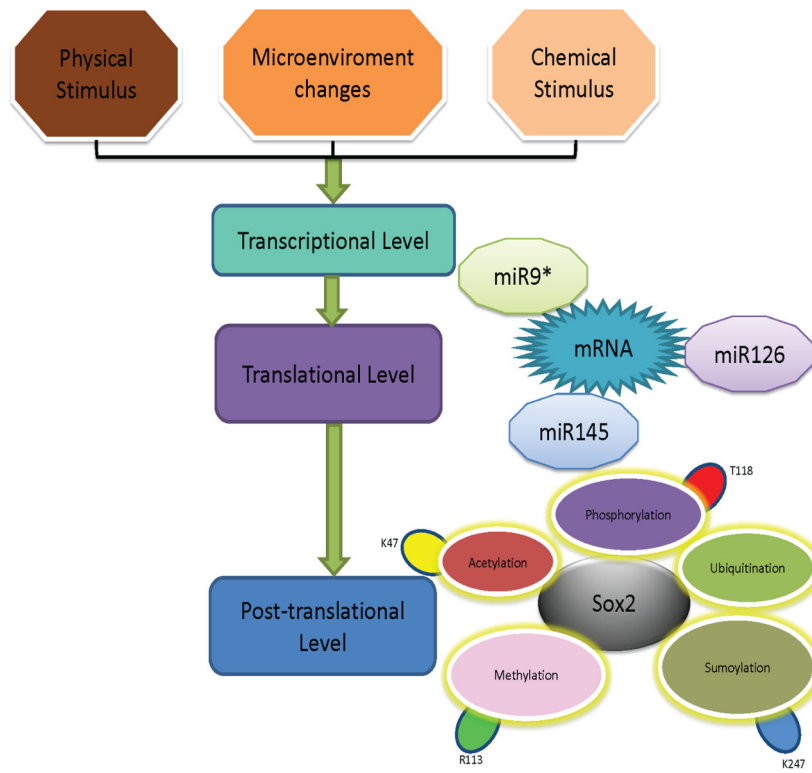 Physical
Stimulus
Microenviroment
changes
Chemical
Stimulus
Transcriptional Level
miR9*
mRNA
miR126
Translational Level
miR145
T118
Phosphorylation
K47
Acetylation
Ubiquitination
Sox2
Post-translational
Level
Methylation
Sumoylation
R113
K247